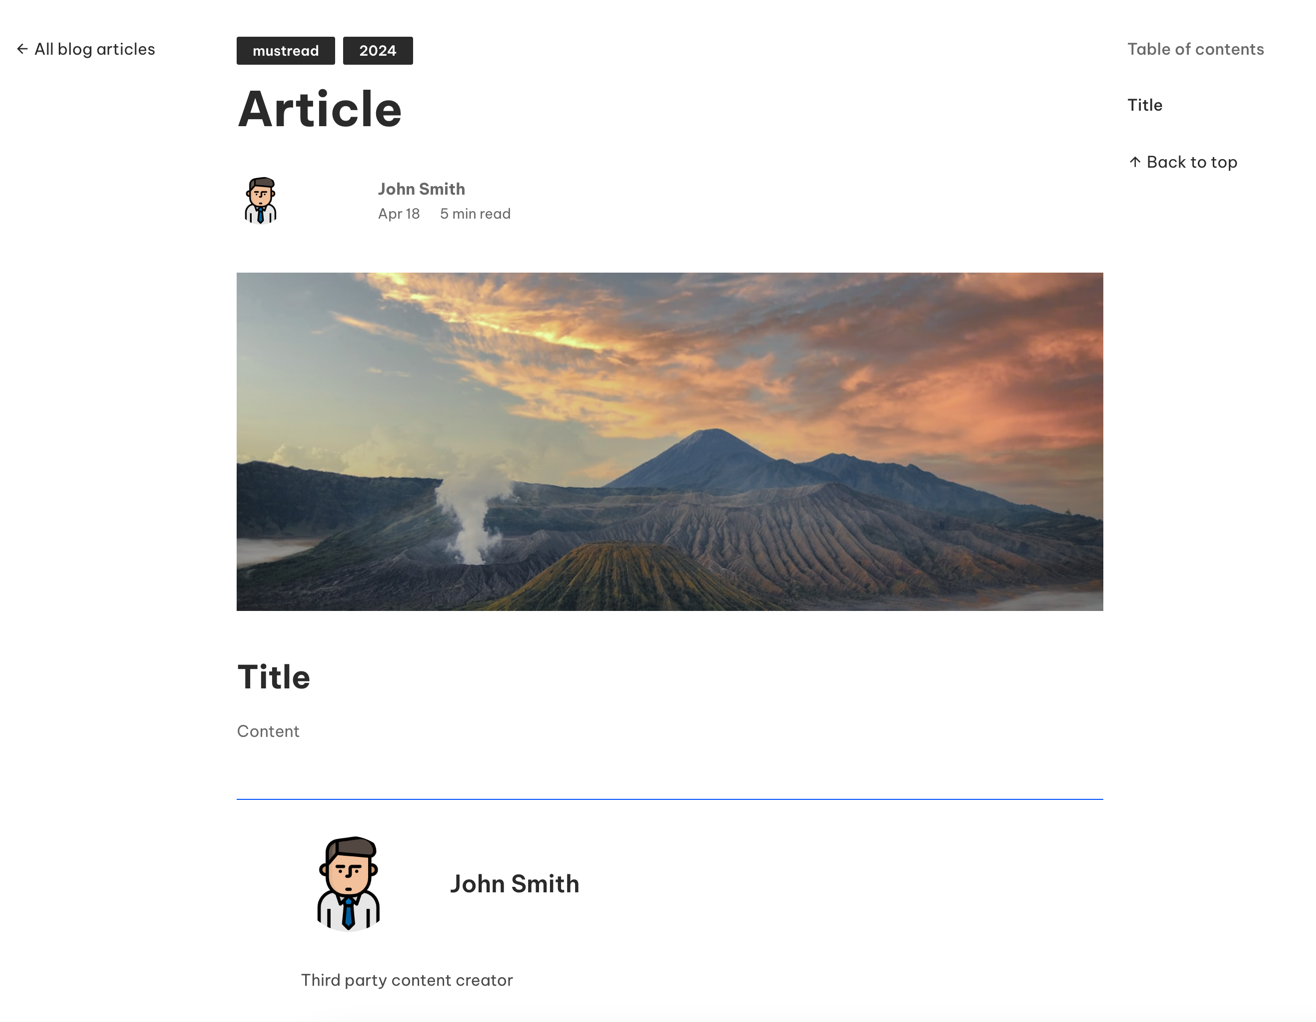 ← All blog articles
mustread 2024
Article
John Smith
Apr 18 5 min read
Title
Content
John Smith
Third party content creator
Table of contents
Title
↑ Back to top